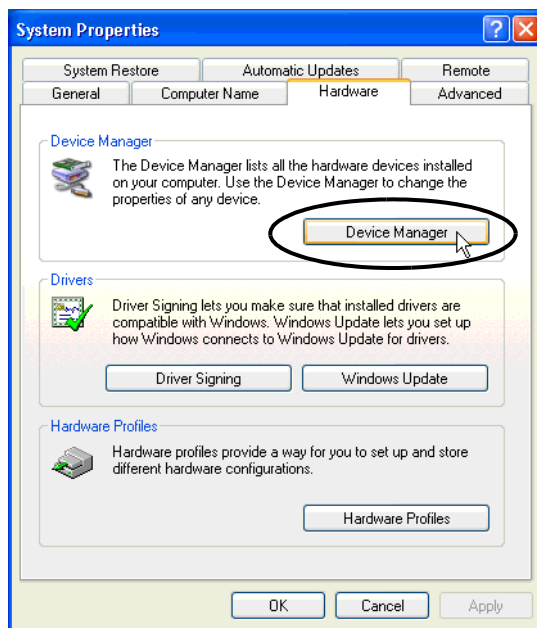 System Properties
System Restore
Automatic Updates
Remote
General
Computer Name
Hardware
Advanced
Device Manager
The Device Manager lists all the hardware devices installed
on your computer. Use the Device Manager to change the
properties of any device.
Device Manager
Drivers
Driver Signing lets you make sure that installed drivers are
compatible with Windows. Windows Update lets you set up
how Windows connects to Windows Update for drivers.
Driver Signing
Windows Update
Hardware Profiles
Hardware profiles provide a way for you to set up and store
different hardware configurations.
Hardware Profiles
OK
Cancel
Apply